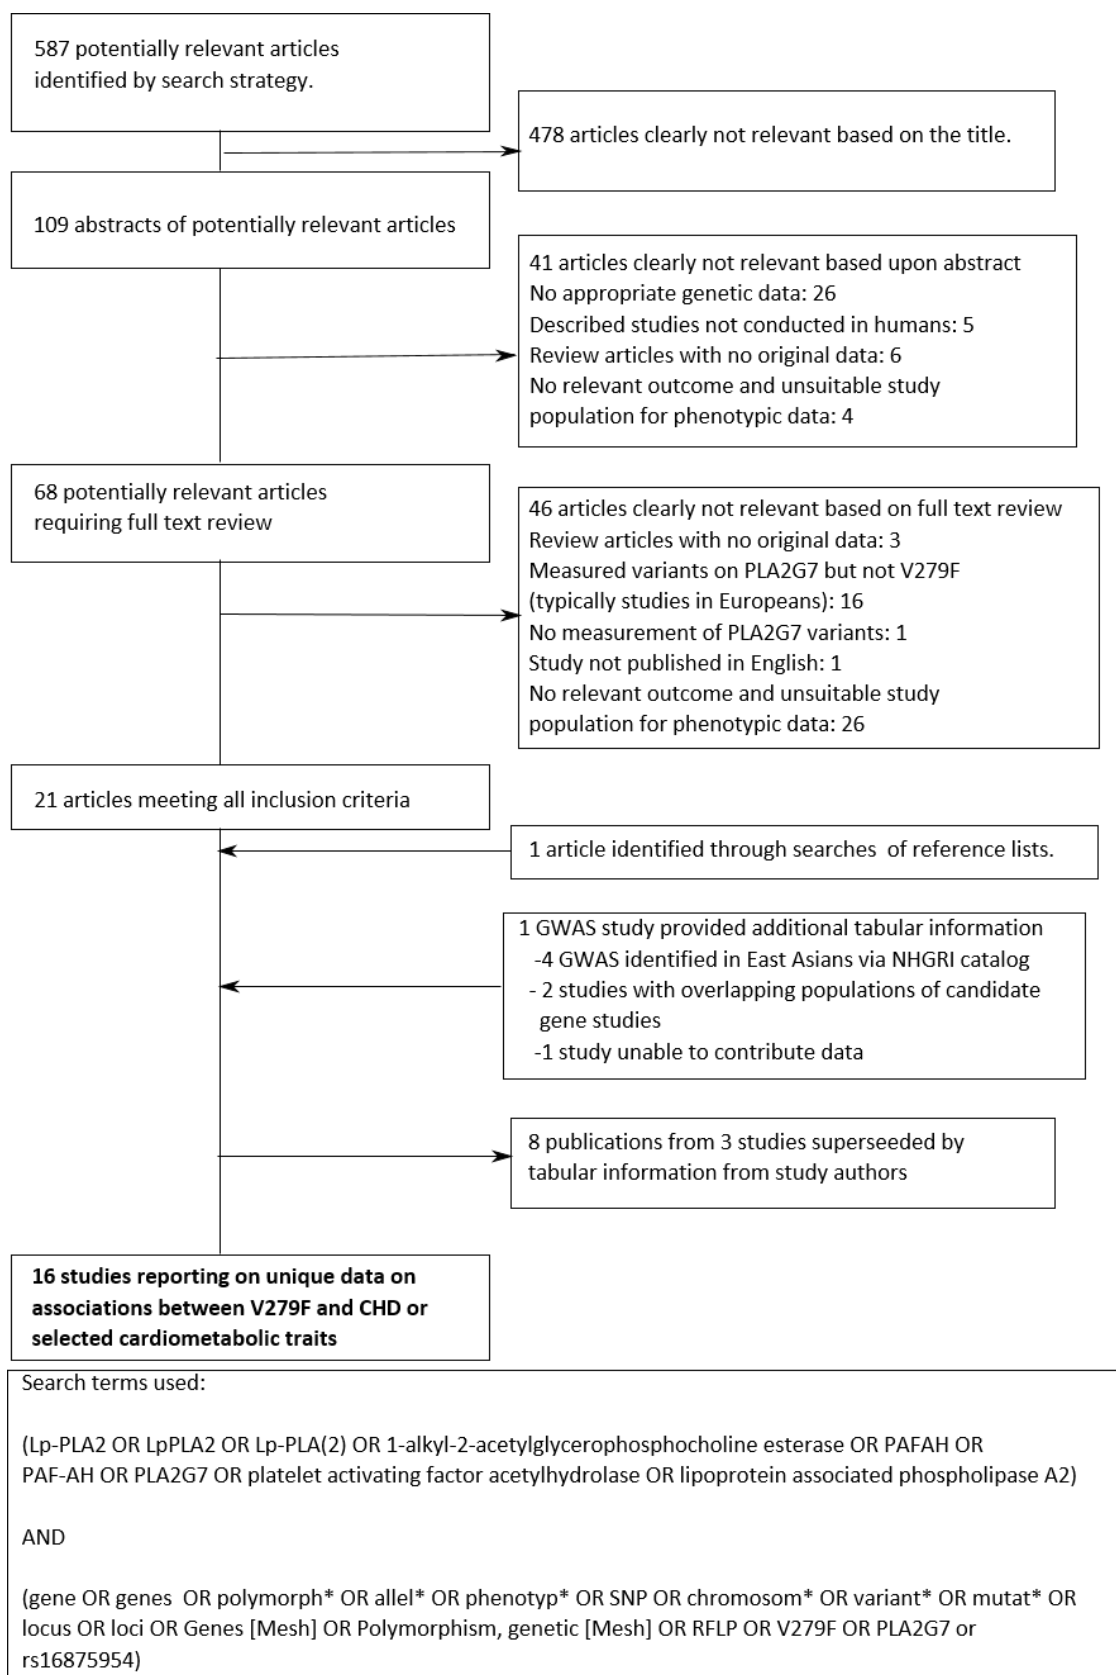 587 potentially relevant articles
identified by search strategy.
478 articles clearly not relevant based on the title.
109 abstracts of potentially relevant articles
41 articles clearly not relevant based upon abstract
No appropriate genetic data: 26
Described studies not conducted in humans: 5
Review articles with no original data: 6
No relevant outcome and unsuitable study
population for phenotypic data: 4
68 potentially relevant articles
requiring full text review
46 articles clearly not relevant based on full text review
Review articles with no original data: 3
Measured variants on PLA2G7 but not V279F
(typically studies in Europeans): 16
No measurement of PLA2G7 variants: 1
Study not published in English: 1
No relevant outcome and unsuitable study
population for phenotypic data: 26
21 articles meeting all inclusion criteria
1 article identified through searches of reference lists.
1 GWAS study provided additional tabular information
-4 GWAS identified in East Asians via NHGRI catalog
- 2 studies with overlapping populations of candidate
gene studies
-1 study unable to contribute data
8 publications from 3 studies superseeded by
tabular information from study authors
16 studies reporting on unique data on
associations between V279F and CHD or
selected cardiometabolic traits
Search terms used:
(Lp-PLA2 OR LpPLA2 OR Lp-PLA(2) OR 1-alkyl-2-acetylglycerophosphocholine esterase OR PAFAH OR
PAF-AH OR PLA2G7 OR platelet activating factor acetylhydrolase OR lipoprotein associated phospholipase A2)
AND
(gene OR genes OR polymorph* OR allel* OR phenotyp* OR SNP OR chromosom* OR variant* OR mutat* OR
locus OR loci OR Genes [Mesh] OR Polymorphism, genetic [Mesh] OR RFLP OR V279F OR PLA2G7 or
rs16875954)